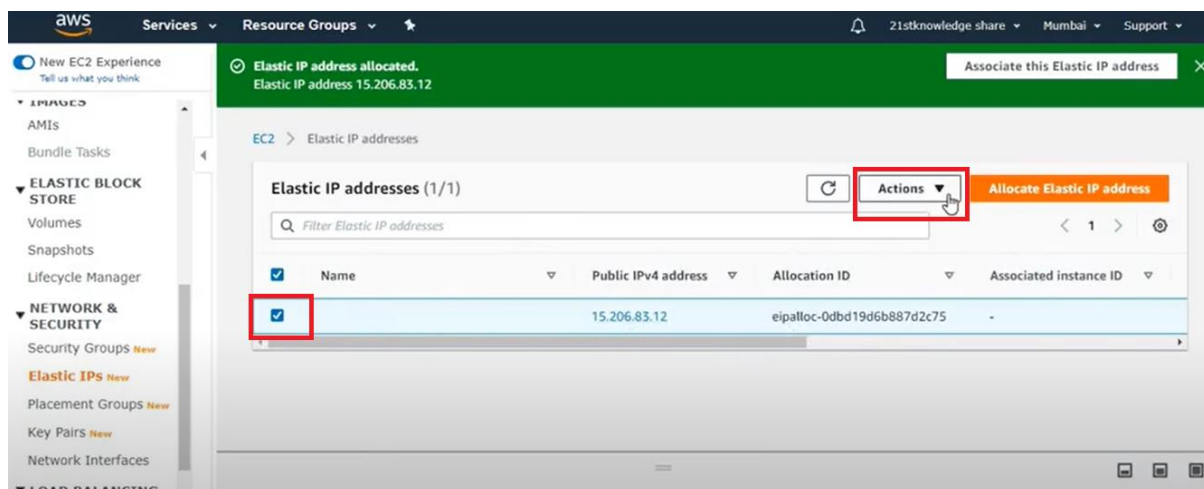 aws Services Resource Groups 21stknowledge share Mumbai Support
New EC2 Experience
Tell us what you think
IMAGES
AMIs
Bundle Tasks
ELASTIC BLOCK
STORE
Volumes
Snapshots
Lifecycle Manager
NETWORK &
SECURITY
Security Groups New
Elastic IPs New
Placement Groups New
Key Pairs New
Network Interfaces
LOAD BALANCING
Elastic IP address allocated.
Elastic IP address 15.206.83.12
Associate this Elastic IP address
EC2 > Elastic IP addresses
Elastic IP addresses (1/1)
Actions
Allocate Elastic IP address
Filter Elastic IP addresses
1
Name Public IPv4 address Allocation ID Associated instance ID
15.206.83.12 eipalloc-0dbd19d6b887d2c75 -